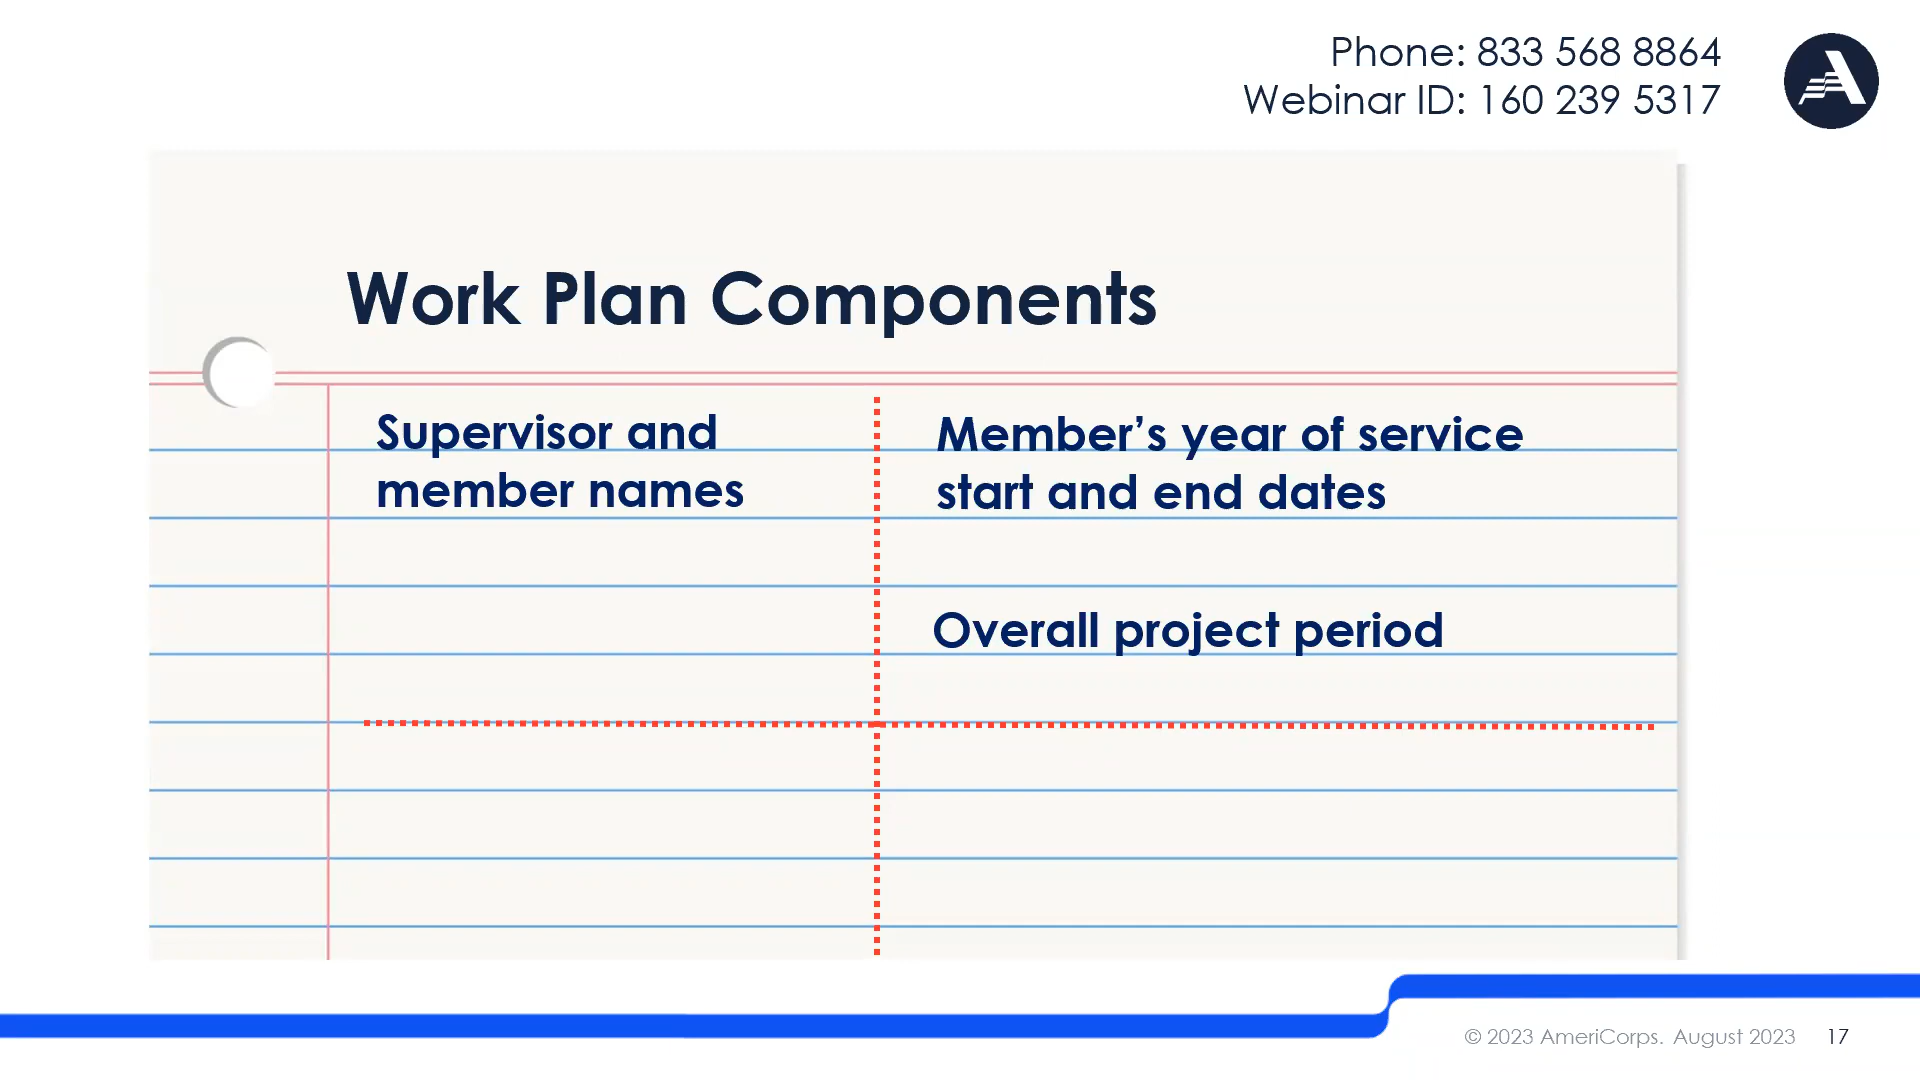 Phone: 833 568 8864
Webinar ID: 160 239 5317
Work Plan Components
Supervisor and
member names
Member’s year of service
start and end dates
Overall project period
© 2023 AmeriCorps. August 2023
17